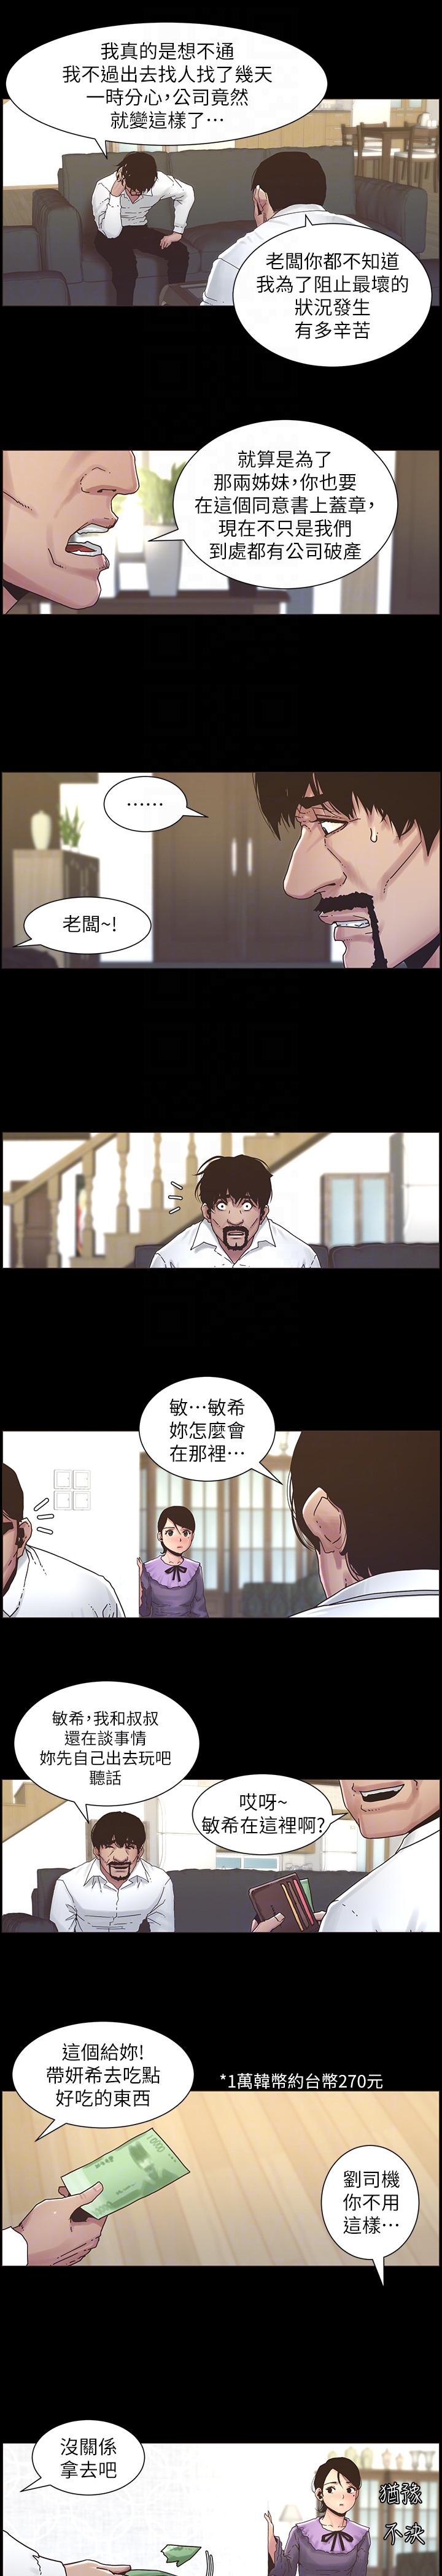 我真的是想不通
我不過出去找人找了幾天
一時分心，公司竟然
就變這樣了…
老闆你都不知道
我為了阻止最壞的
狀況發生
有多辛苦
就算是為了
那兩姊妹，你也要
在這個同意書上蓋章，
現在不只是我們
到處都有公司破產
……
老闆~!
敏…敏希
妳怎麼會
在那裡…
敏希，我和叔叔
還在談事情
妳先自己出去玩吧
聽話
哎呀~
敏希在這裡啊?
這個給妳!
帶妍希去吃點
好吃的東西
*1萬韓幣約台幣270元
劉司機
你不用
這樣…
沒關係
拿去吧
猶豫
不決